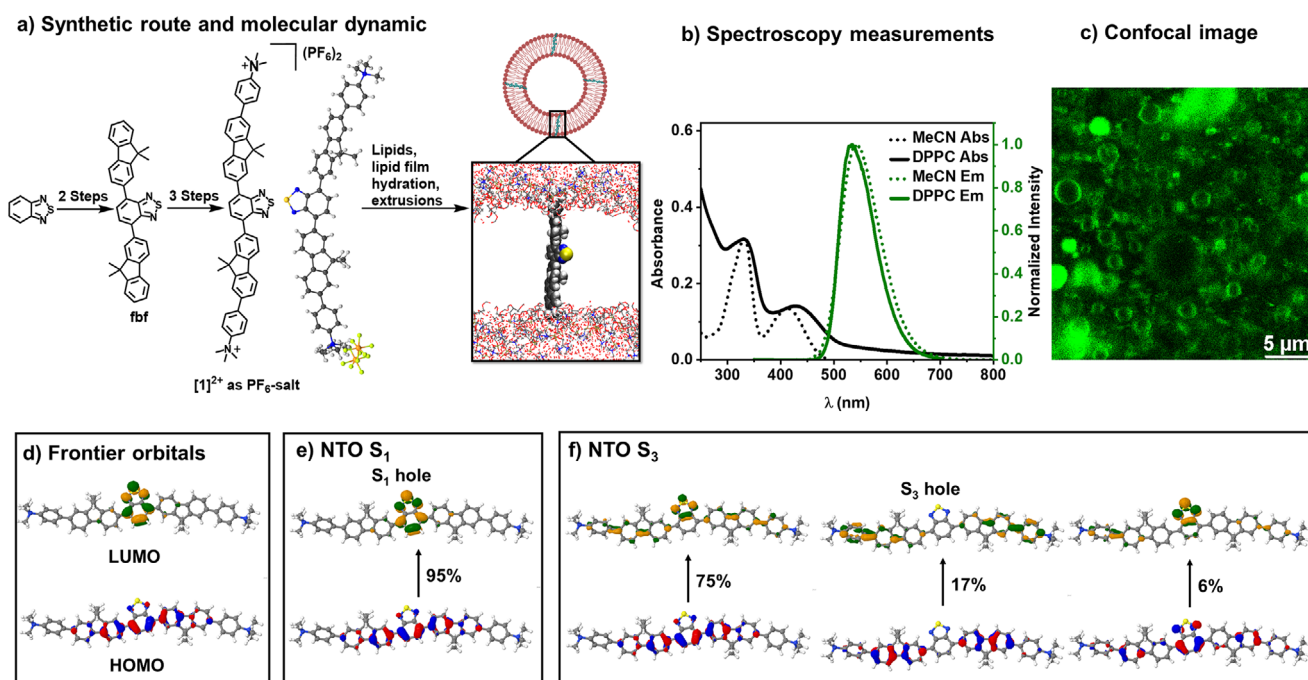 a) Synthetic route and molecular dynamic
(PF₆)₂
N
+
2 Steps
3 Steps
N
S
N
N
S
N
N
S
N
fbf
N
+
[1]²⁺ as PF₆-salt
Lipids,
lipid film
hydration,
extrusions
b) Spectroscopy measurements
MeCN Abs
DPPC Abs
MeCN Em
DPPC Em
Absorbance
0.6
0.4
0.2
0.0
300 400 500 600 700 800
λ (nm)
1.0
0.8
0.6
0.4
0.2
0.0
Normalized Intensity
c) Confocal image
5 µm
d) Frontier orbitals
LUMO
HOMO
e) NTO S₁
S₁ hole
95%
f) NTO S₃
S₃ hole
75%
17%
6%